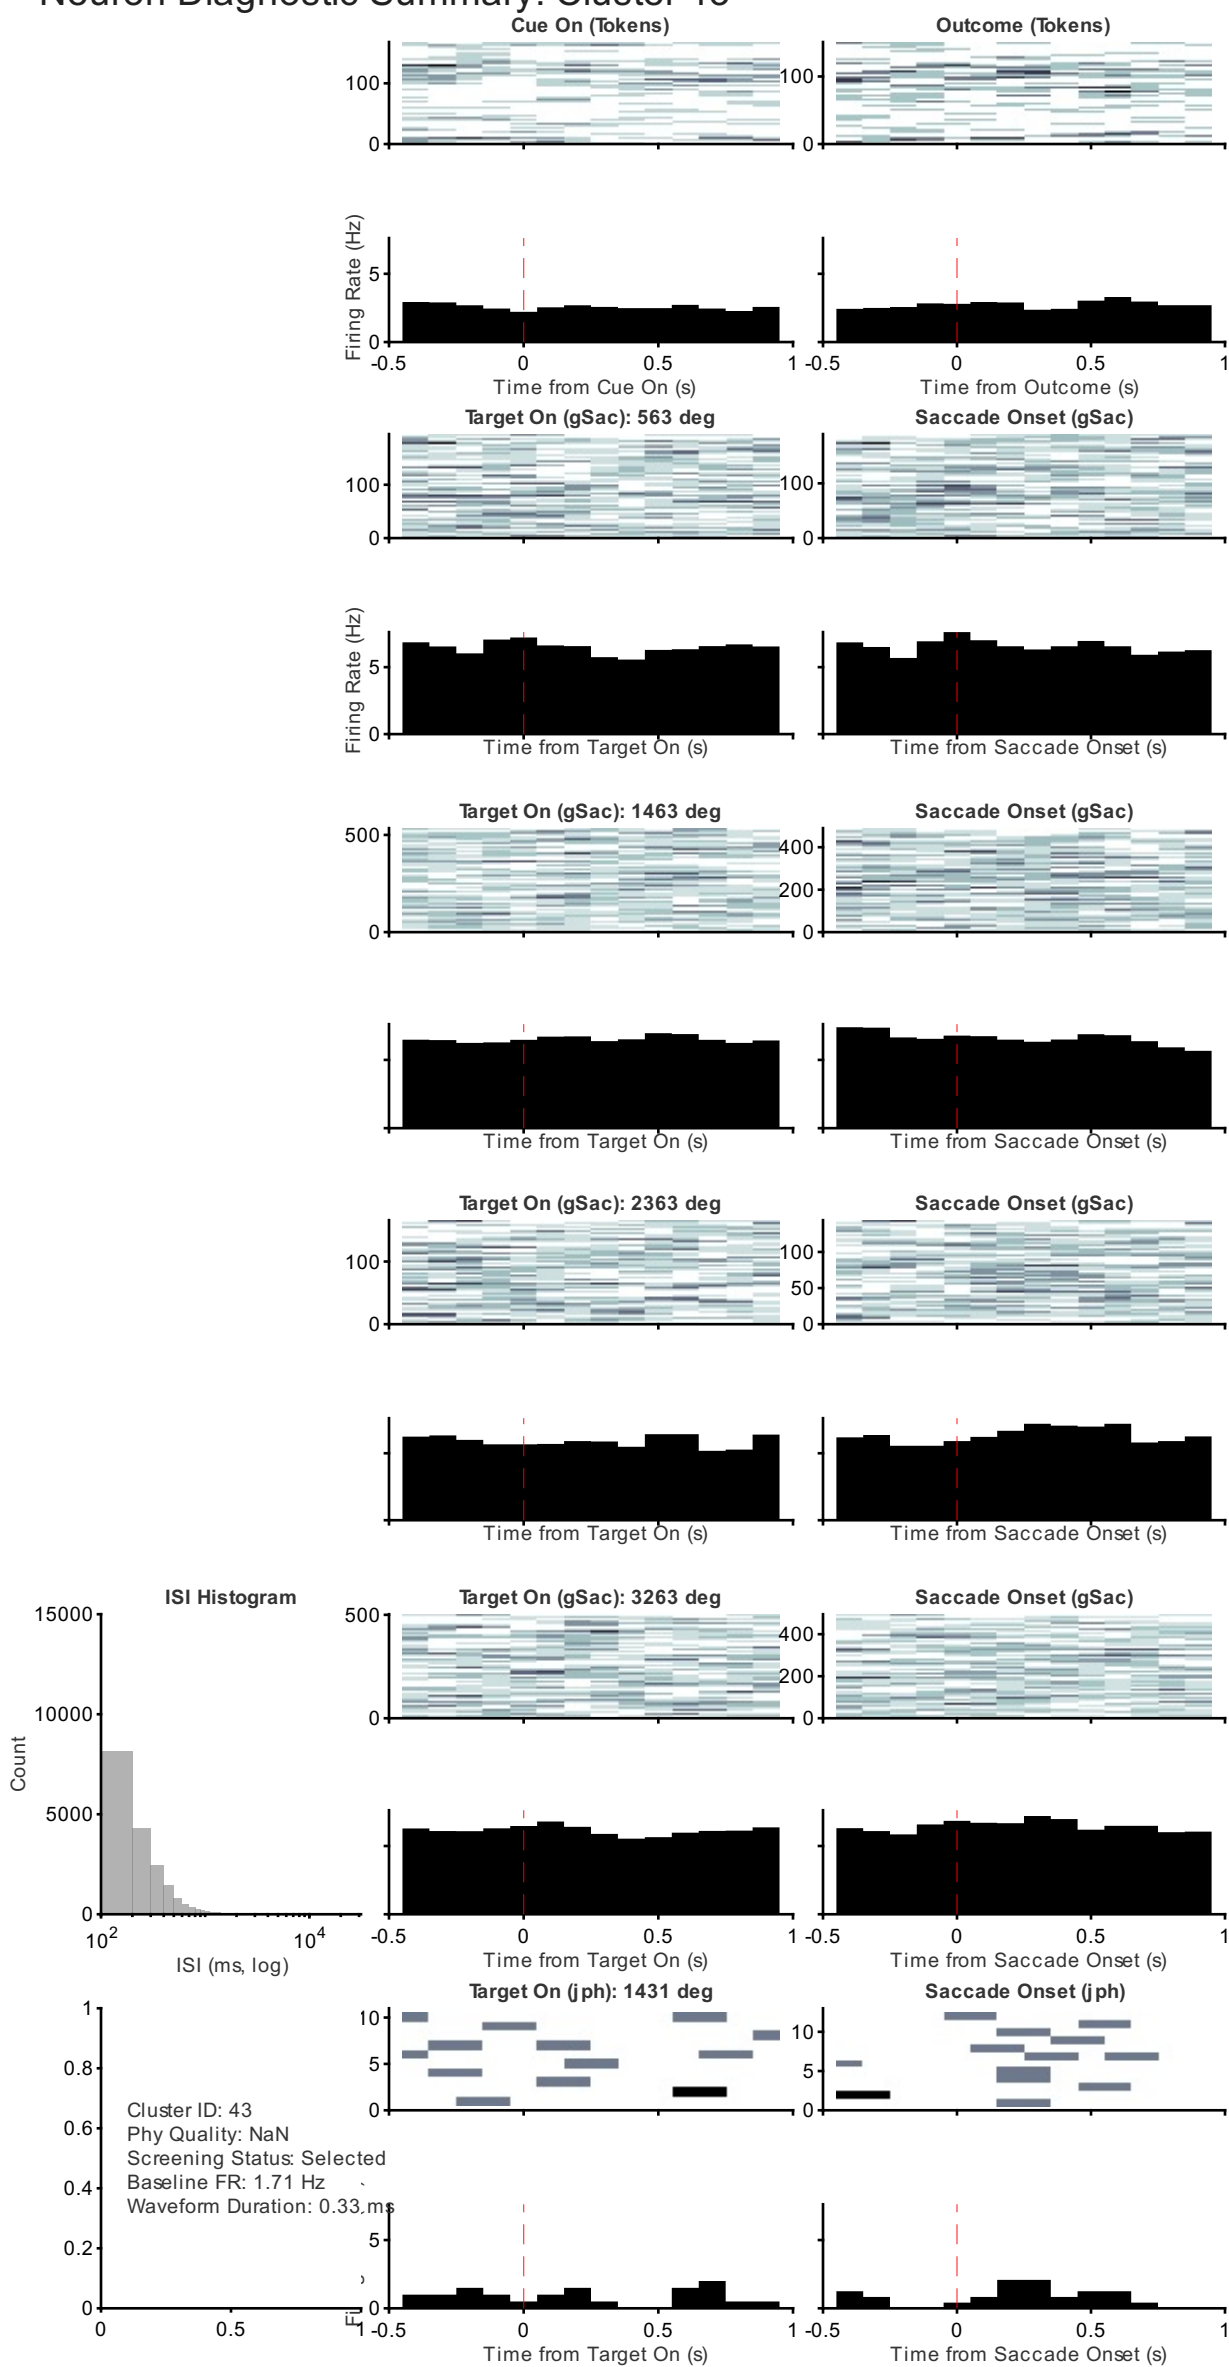 Neuron Diagnostic Summary: Cluster
Cue On (Tokens)
Outcome (Tokens)
100
0
100
0
Firing Rate (Hz)
5
0
-0.5
0
0.5
1
-0.5
0
0.5
1
Time from Cue On (s)
Time from Outcome (s)
Target On (gSac): 563 deg
Saccade Onset (gSac)
100
0
100
0
Firing Rate (Hz)
5
0
Time from Target On (s)
Time from Saccade Onset (s)
Target On (gSac): 1463 deg
Saccade Onset (gSac)
500
0
400
200
0
Time from Target On (s)
Time from Saccade Onset (s)
Target On (gSac): 2363 deg
Saccade Onset (gSac)
100
0
100
50
0
Time from Target On (s)
Time from Saccade Onset (s)
ISI Histogram
Target On (gSac): 3263 deg
Saccade Onset (gSac)
15000
10000
5000
0
Count
10^2
10^4
ISI (ms, log)
500
0
400
200
0
-0.5
0
0.5
1
-0.5
0
0.5
1
Time from Target On (s)
Time from Saccade Onset (s)
Target On (jph): 1431 deg
Saccade Onset (jph)
1
0.8
0.6
0.4
0.2
0
0
0.5
1
Cluster ID: 43
Phy Quality: NaN
Screening Status: Selected
Baseline FR: 1.71 Hz
Waveform Duration: 0.33 ms
10
5
0
10
5
0
5
0
-0.5
0
0.5
1
-0.5
0
0.5
1
Time from Target On (s)
Time from Saccade Onset (s)